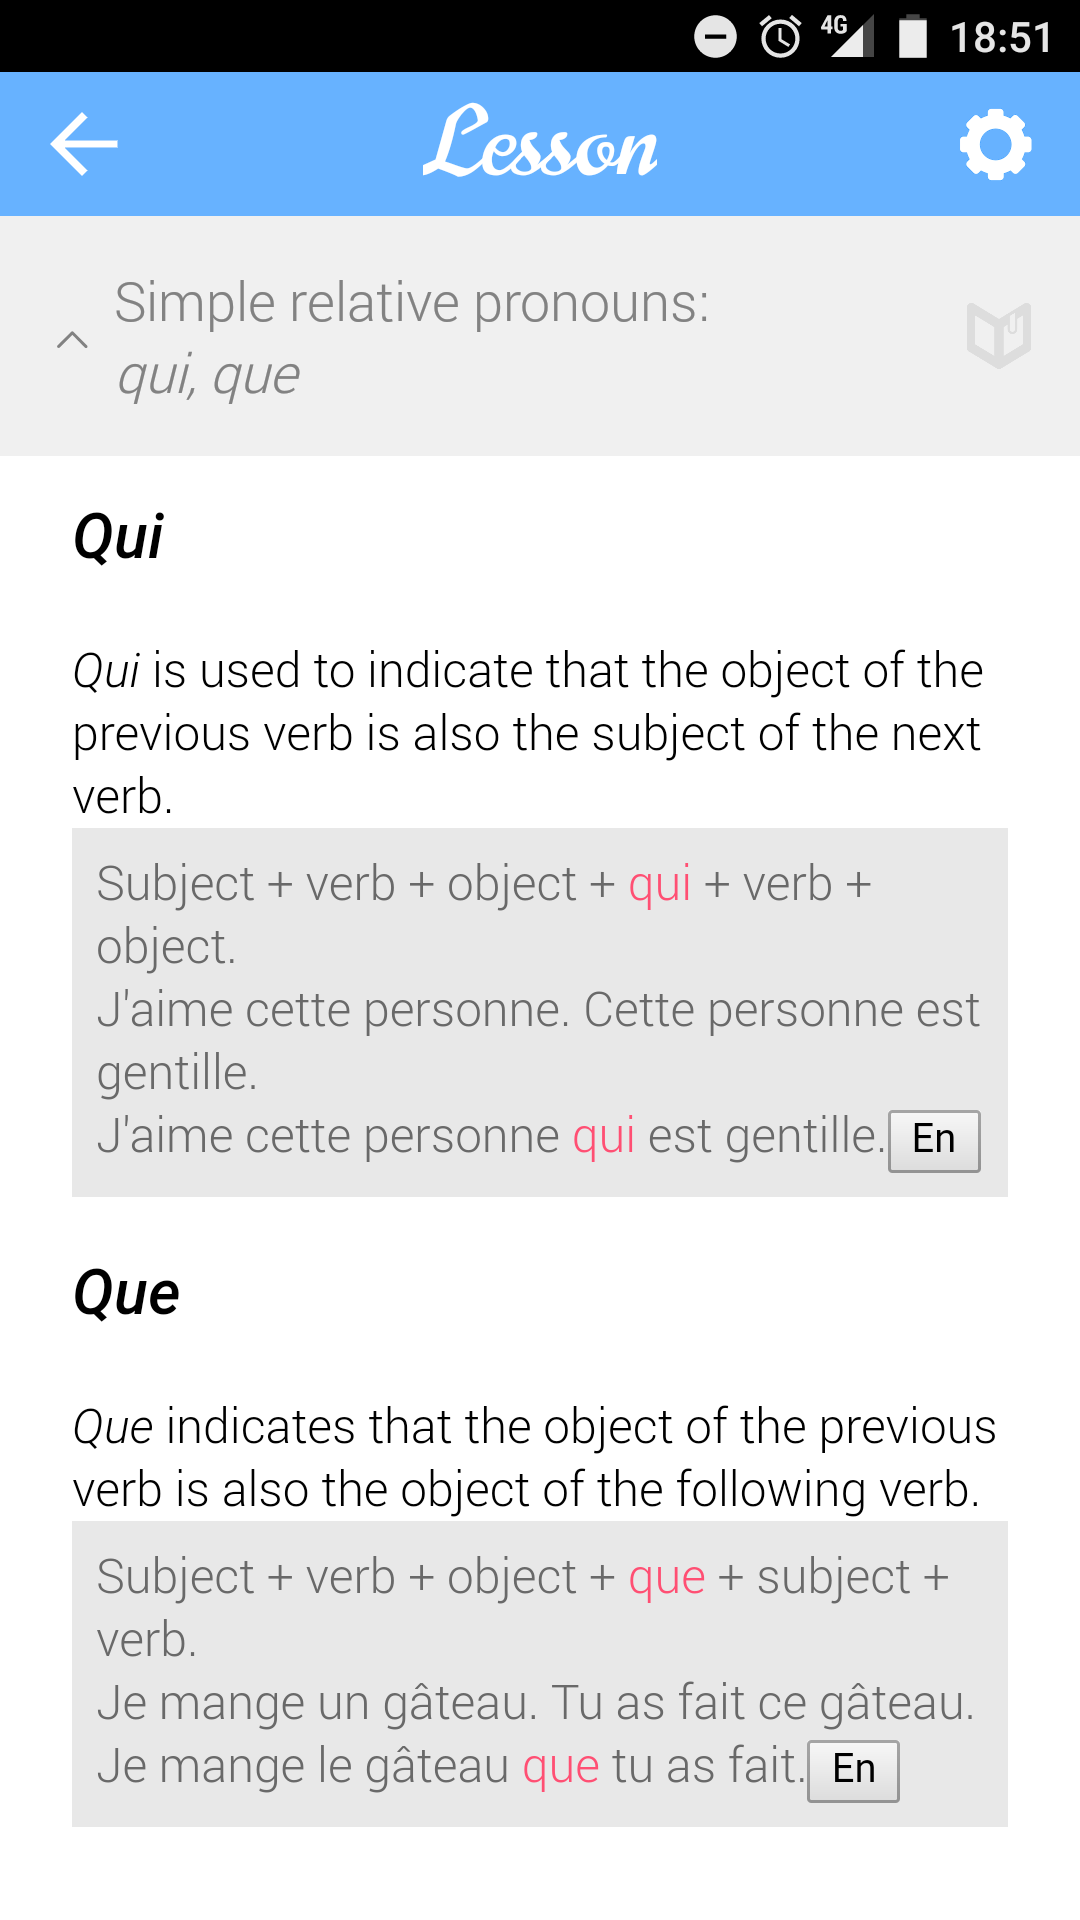 4G 18:51
Lesson
Simple relative pronouns:
qui, que
Qui
Qui is used to indicate that the object of the
previous verb is also the subject of the next
verb.
Subject + verb + object + qui + verb +
object.
J'aime cette personne. Cette personne est
gentille.
J'aime cette personne qui est gentille. En
Que
Que indicates that the object of the previous
verb is also the object of the following verb.
Subject + verb + object + que + subject +
verb.
Je mange un gâteau. Tu as fait ce gâteau.
Je mange le gâteau que tu as fait. En